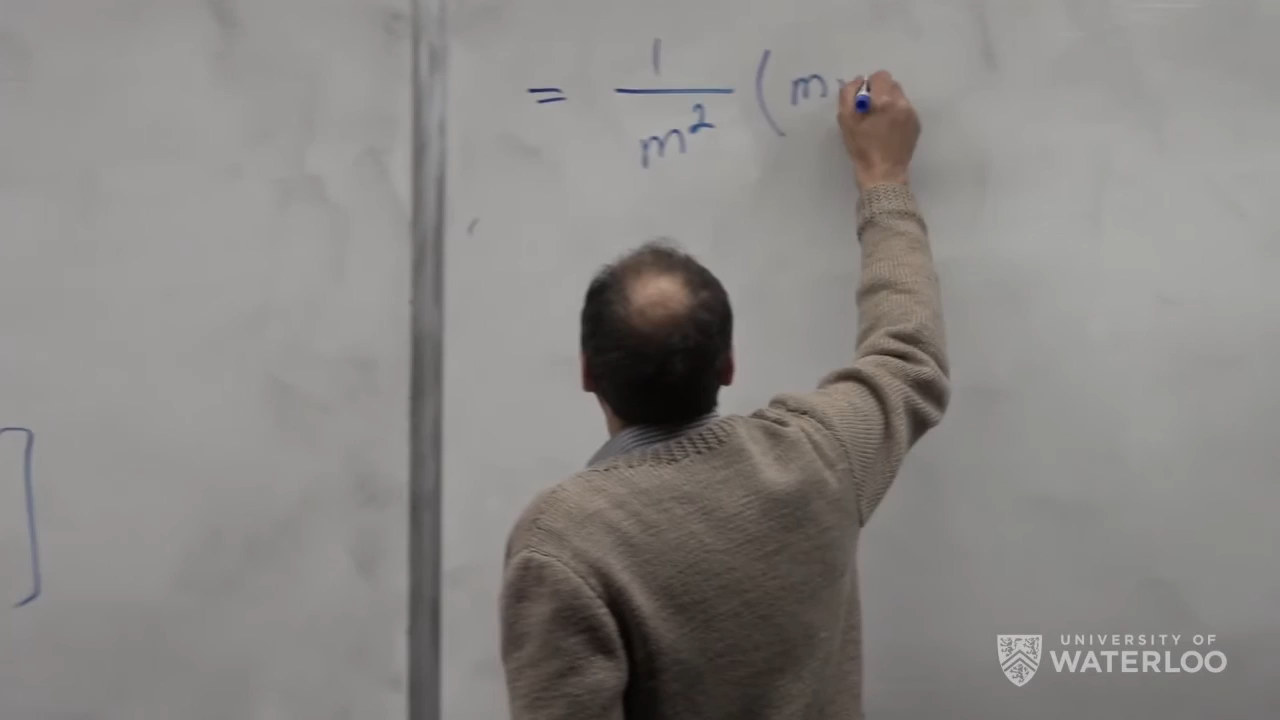 = 1/m² (m
]
UNIVERSITY OF
WATERLOO